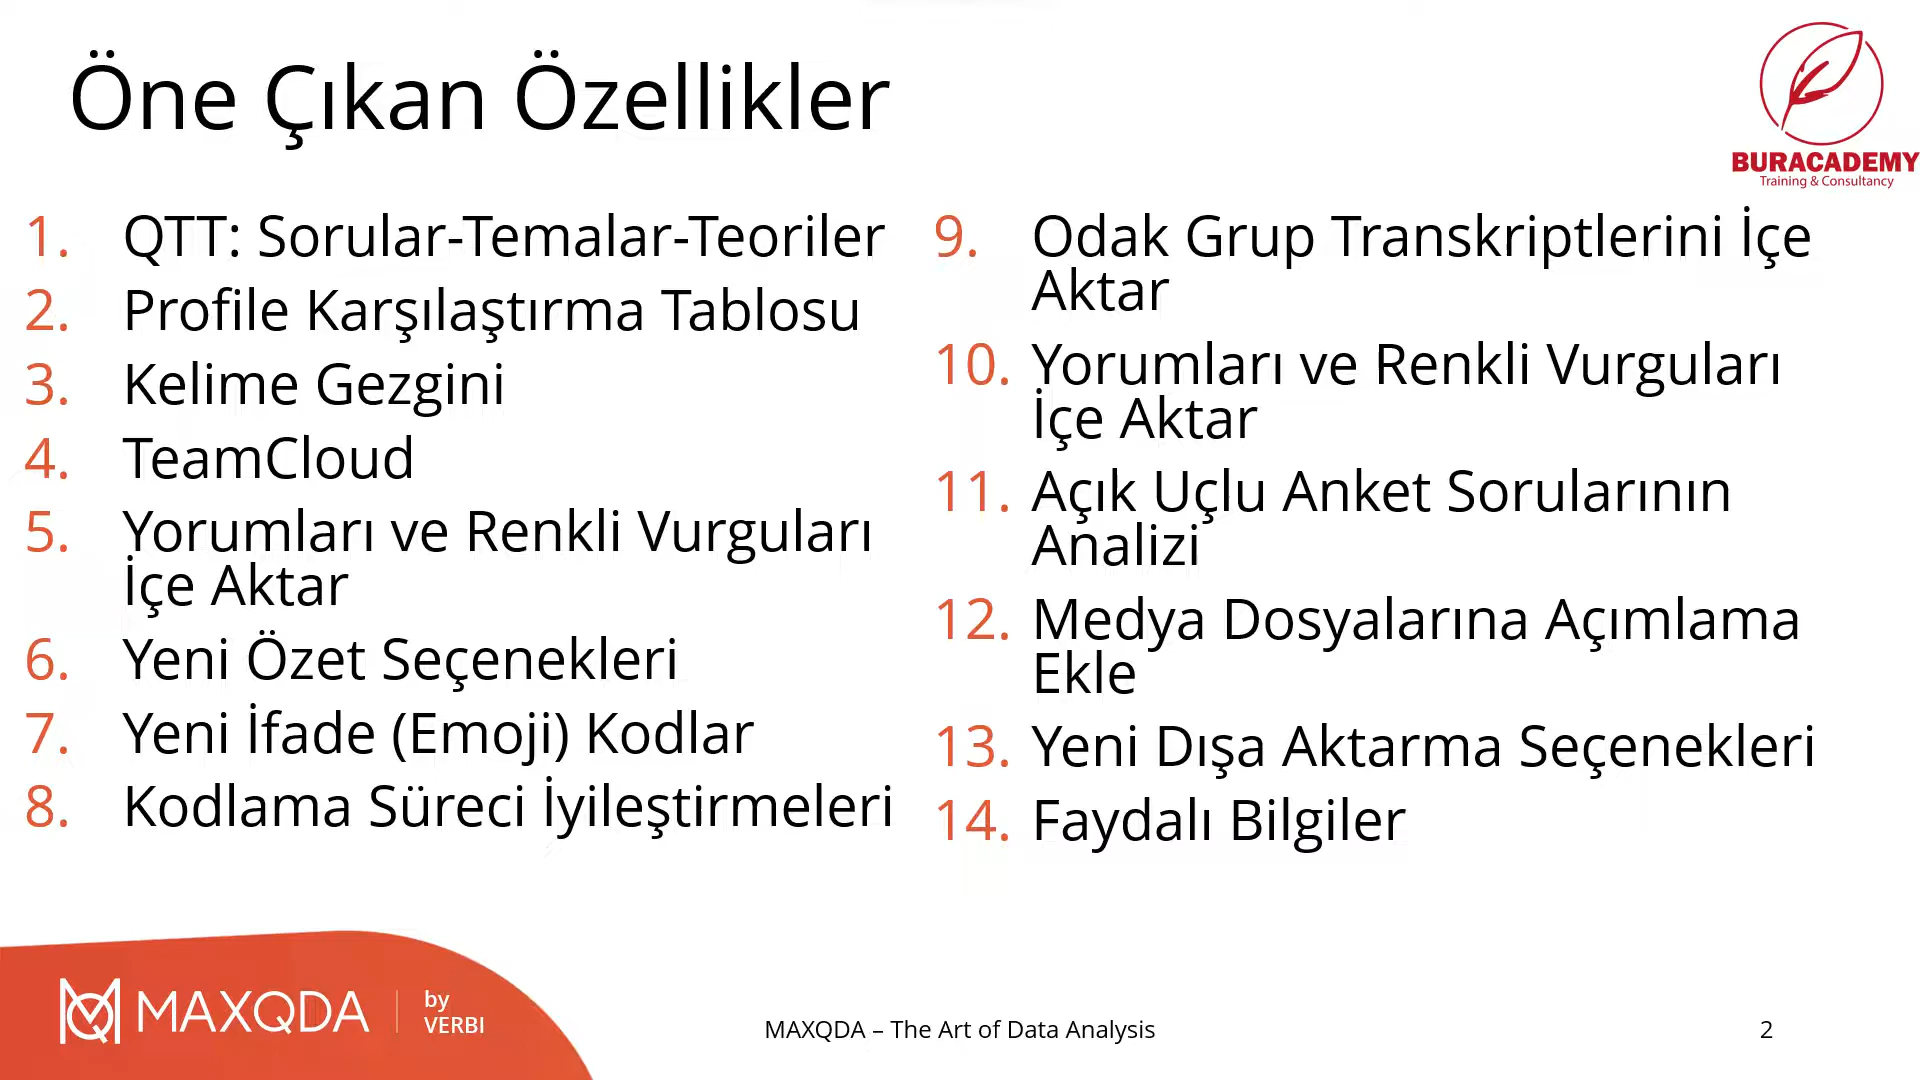 Öne Çıkan Özellikler
BURACADEMY
Training & Consultancy
1. QTT: Sorular-Temalar-Teoriler
2. Profile Karşılaştırma Tablosu
3. Kelime Gezgini
4. TeamCloud
5. Yorumları ve Renkli Vurguları
İçe Aktar
6. Yeni Özet Seçenekleri
7. Yeni İfade (Emoji) Kodlar
8. Kodlama Süreci İyileştirmeleri
9. Odak Grup Transkriptlerini İçe
Aktar
10. Yorumları ve Renkli Vurguları
İçe Aktar
11. Açık Uçlu Anket Sorularının
Analizi
12. Medya Dosyalarına Açımlama
Ekle
13. Yeni Dışa Aktarma Seçenekleri
14. Faydalı Bilgiler
MAXQDA
by
VERBI
MAXQDA – The Art of Data Analysis
2